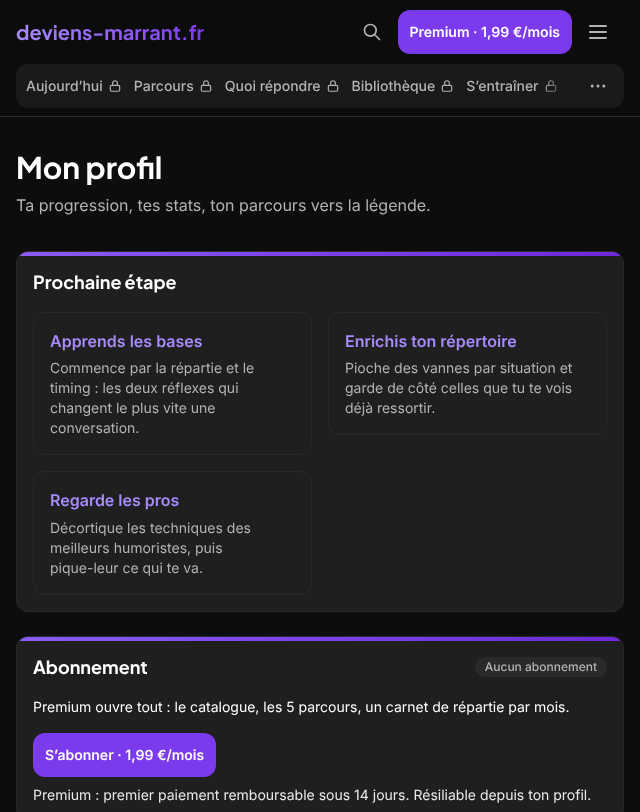 deviens-marrant.fr
Premium · 1,99 €/mois
Aujourd’hui Parcours Quoi répondre Bibliothèque S’entraîner
Mon profil
Ta progression, tes stats, ton parcours vers la légende.
Prochaine étape
Apprends les bases
Commence par la répartie et le
timing : les deux réflexes qui
changent le plus vite une
conversation.
Enrichis ton répertoire
Pioche des vannes par situation et
garde de côté celles que tu te vois
déjà ressortir.
Regarde les pros
Décortique les techniques des
meilleurs humoristes, puis
pique-leur ce qui te va.
Abonnement
Aucun abonnement
Premium ouvre tout : le catalogue, les 5 parcours, un carnet de répartie par mois.
S’abonner · 1,99 €/mois
Premium : premier paiement remboursable sous 14 jours. Résiliable depuis ton profil.